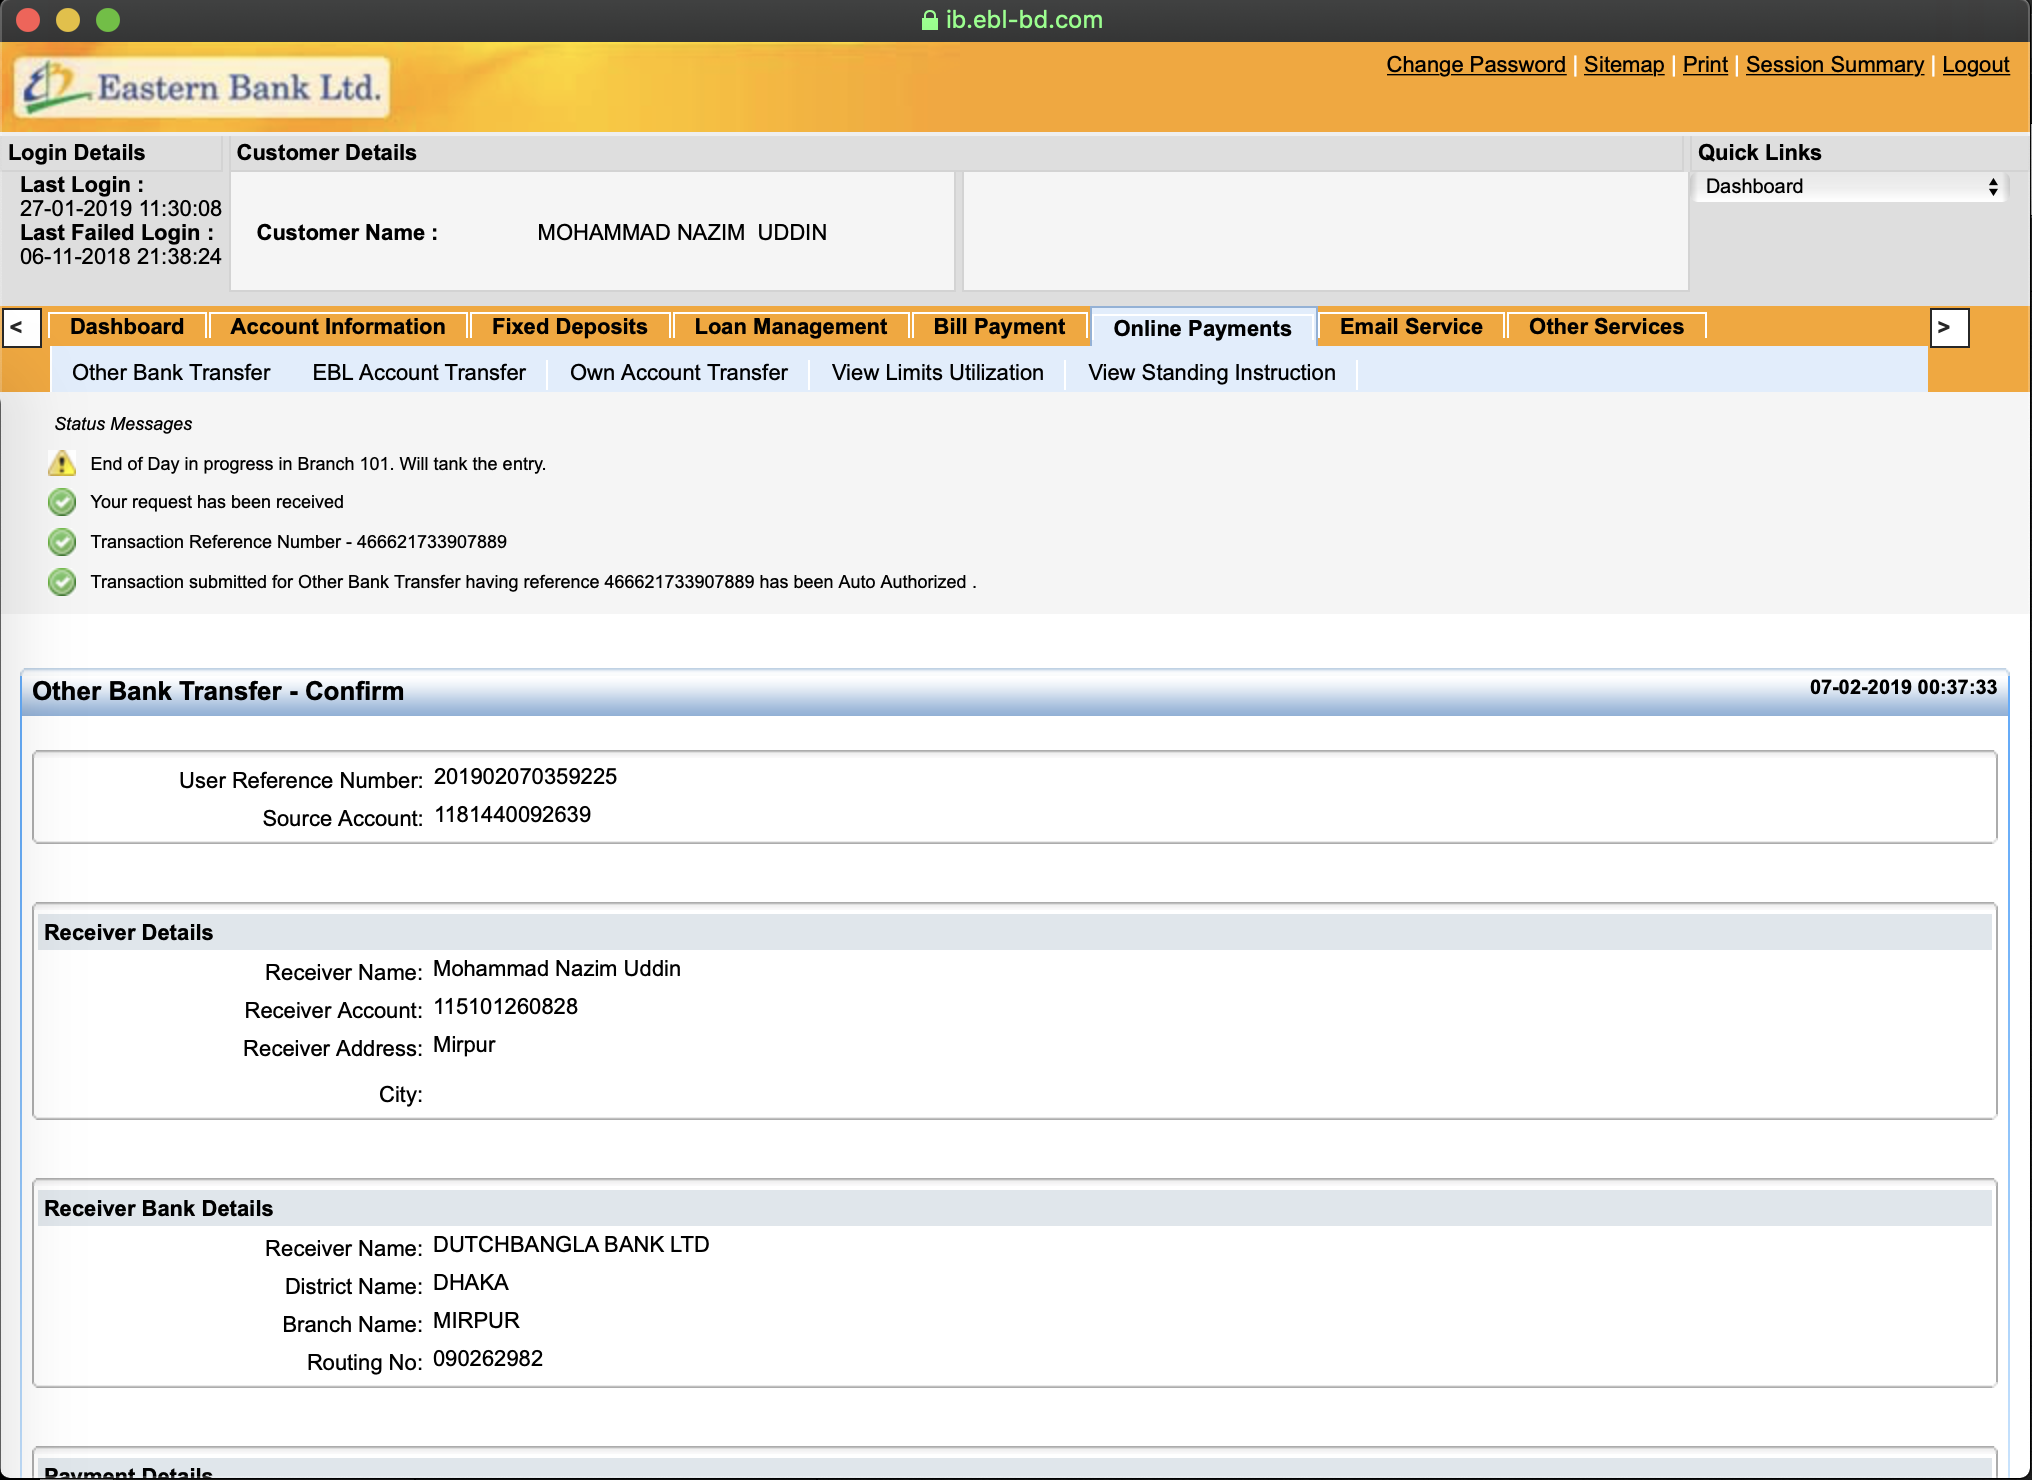 ib.ebl-bd.com
Eastern Bank Ltd.
Change Password | Sitemap | Print | Session Summary | Logout
Login Details
Customer Details
Quick Links
Last Login :
27-01-2019 11:30:08
Last Failed Login :
06-11-2018 21:38:24
Customer Name : MOHAMMAD NAZIM UDDIN
Dashboard
< Dashboard Account Information Fixed Deposits Loan Management Bill Payment Online Payments Email Service Other Services >
Other Bank Transfer EBL Account Transfer Own Account Transfer View Limits Utilization View Standing Instruction
Status Messages
End of Day in progress in Branch 101. Will tank the entry.
Your request has been received
Transaction Reference Number - 466621733907889
Transaction submitted for Other Bank Transfer having reference 466621733907889 has been Auto Authorized .
Other Bank Transfer - Confirm 07-02-2019 00:37:33
User Reference Number: 201902070359225
Source Account: 1181440092639
Receiver Details
Receiver Name: Mohammad Nazim Uddin
Receiver Account: 115101260828
Receiver Address: Mirpur
City:
Receiver Bank Details
Receiver Name: DUTCHBANGLA BANK LTD
District Name: DHAKA
Branch Name: MIRPUR
Routing No: 090262982
Payment Details